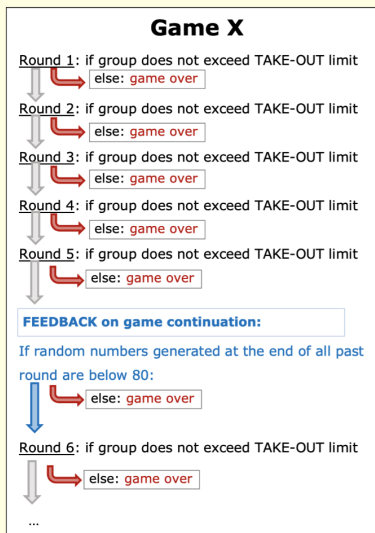 Game X
Round 1: if group does not exceed TAKE-OUT limit
else: game over
Round 2: if group does not exceed TAKE-OUT limit
else: game over
Round 3: if group does not exceed TAKE-OUT limit
else: game over
Round 4: if group does not exceed TAKE-OUT limit
else: game over
Round 5: if group does not exceed TAKE-OUT limit
else: game over
FEEDBACK on game continuation:
If random numbers generated at the end of all past
round are below 80:
else: game over
Round 6: if group does not exceed TAKE-OUT limit
else: game over
...